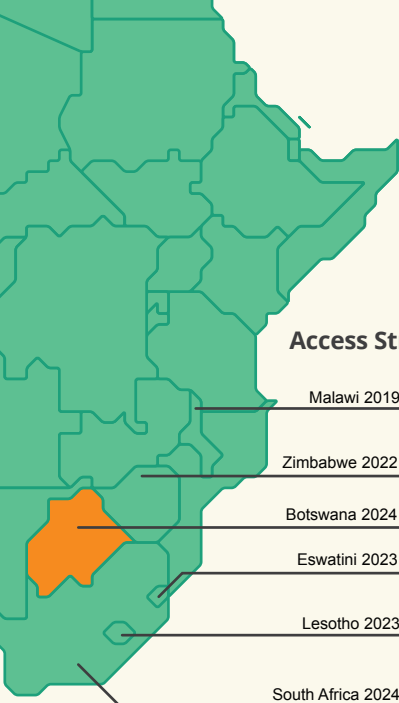 Access St
Malawi 2019
Zimbabwe 2022
Botswana 2024
Eswatini 2023
Lesotho 2023
South Africa 2024